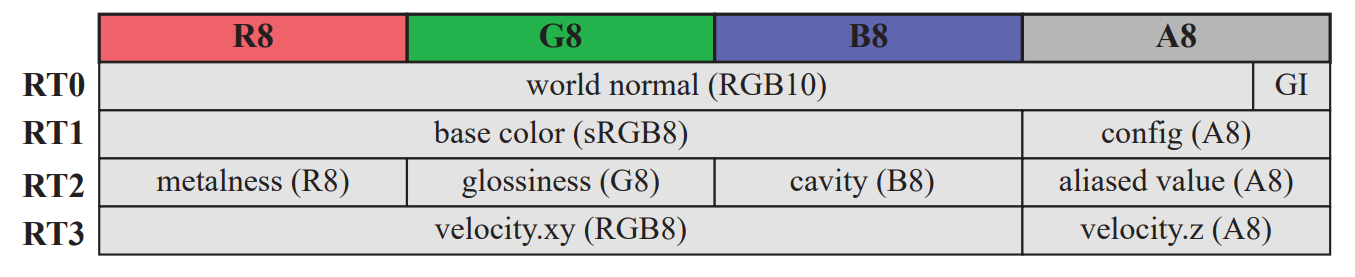 R8 G8 B8 A8
RT0 world normal (RGB10) GI
RT1 base color (sRGB8) config (A8)
RT2 metalness (R8) glossiness (G8) cavity (B8) aliased value (A8)
RT3 velocity.xy (RGB8) velocity.z (A8)